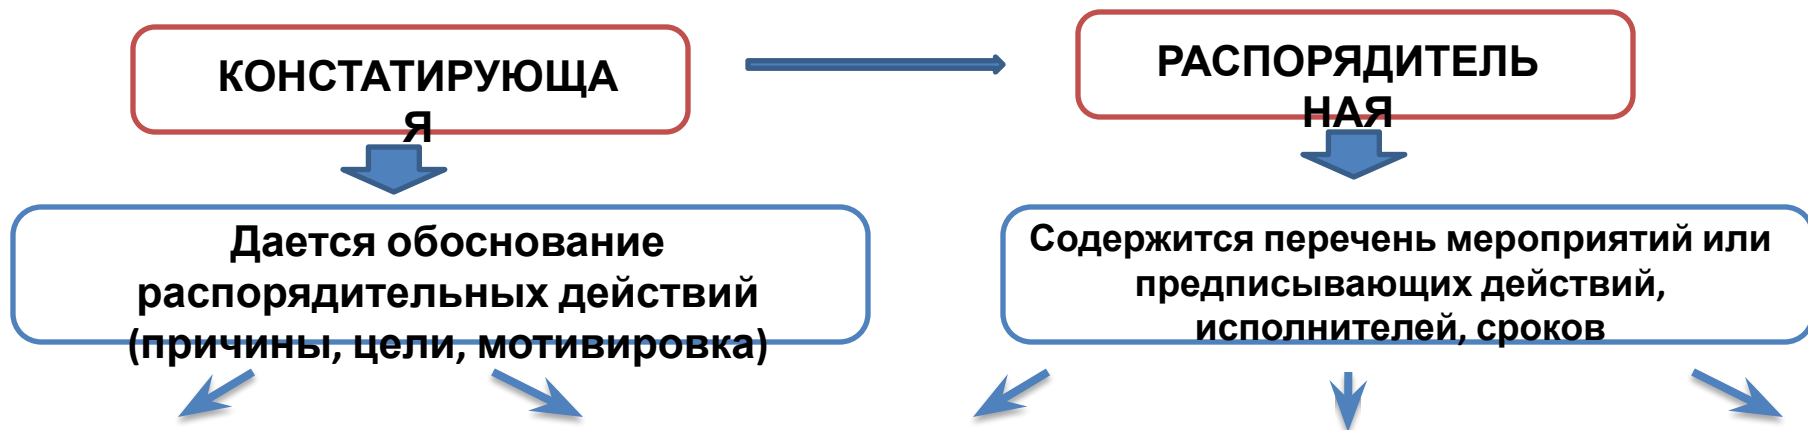 КОНСТАТИРУЮЩА
Я
РАСПОРЯДИТЕЛЬ
НАЯ
Дается обоснование
распорядительных действий
(причины, цели, мотивировка)
Содержится перечень мероприятий или
предписывающих действий,
исполнителей, сроков